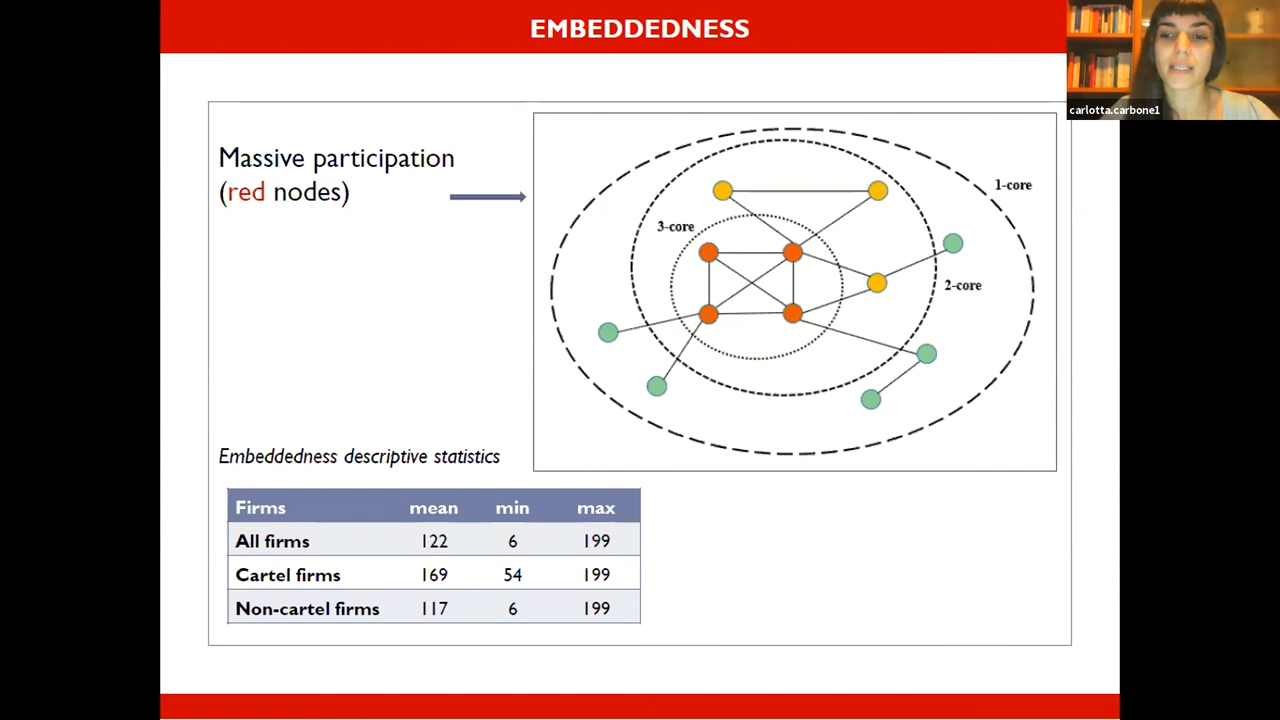 EMBEDDEDNESS
carlotta.carbone1
Massive participation
(red nodes)
1-core
3-core
2-core
Embeddedness descriptive statistics
Firms mean min max
All firms 122 6 199
Cartel firms 169 54 199
Non-cartel firms 117 6 199